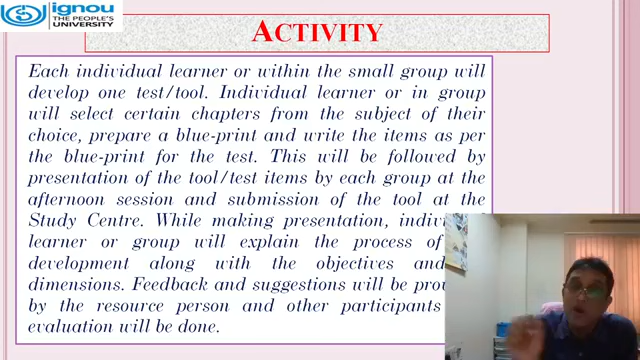 ignou
THE PEOPLE'S
UNIVERSITY
ACTIVITY
Each individual learner or within the small group will
develop one test/tool. Individual learner or in group
will select certain chapters from the subject of their
choice, prepare a blue-print and write the items as per
the blue-print for the test. This will be followed by
presentation of the tool/test items by each group at the
afternoon session and submission of the tool at the
Study Centre. While making presentation,
learner or group will explain the process of
development along with the objectives and
dimensions. Feedback and suggestions will be
by the resource person and other participants
evaluation will be done.